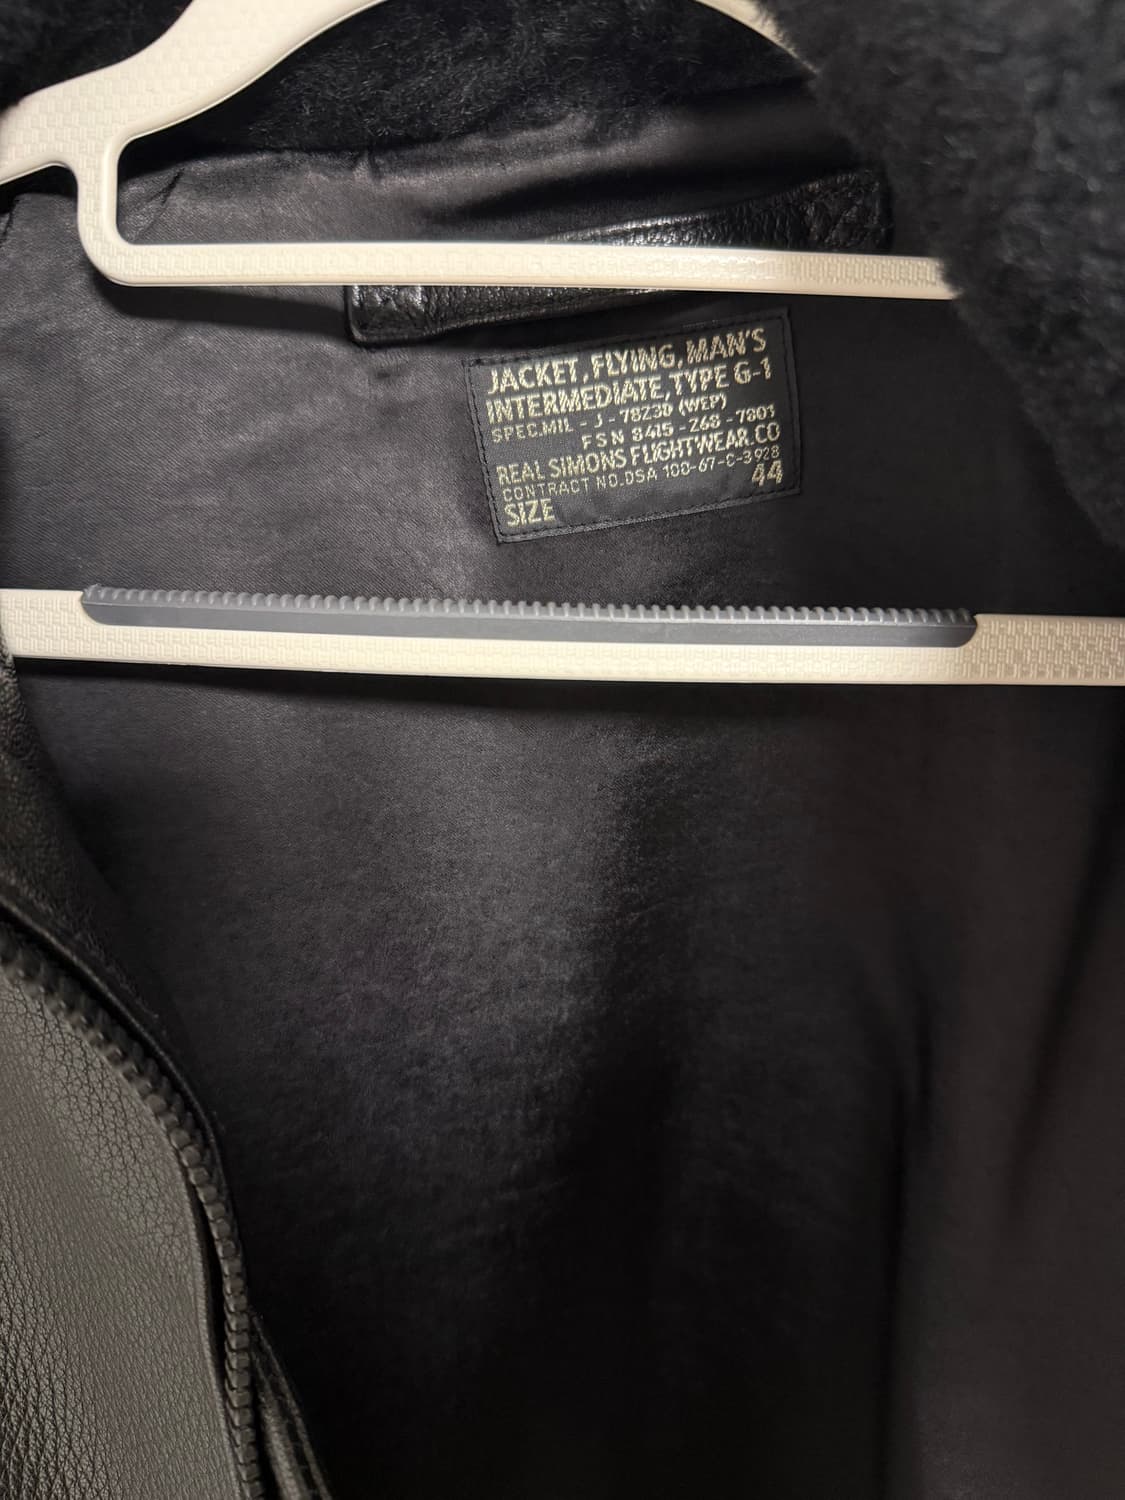 JACKET, FLYING, MAN'S
INTERMEDIATE, TYPE G-1
SPEC.MIL - J - 7823D (WEP)
FSN 8415 - 268 - 7801
REAL SIMONS FLIGHTWEAR.CO
CONTRACT NO.DSA 100-67-C-3928
SIZE 44